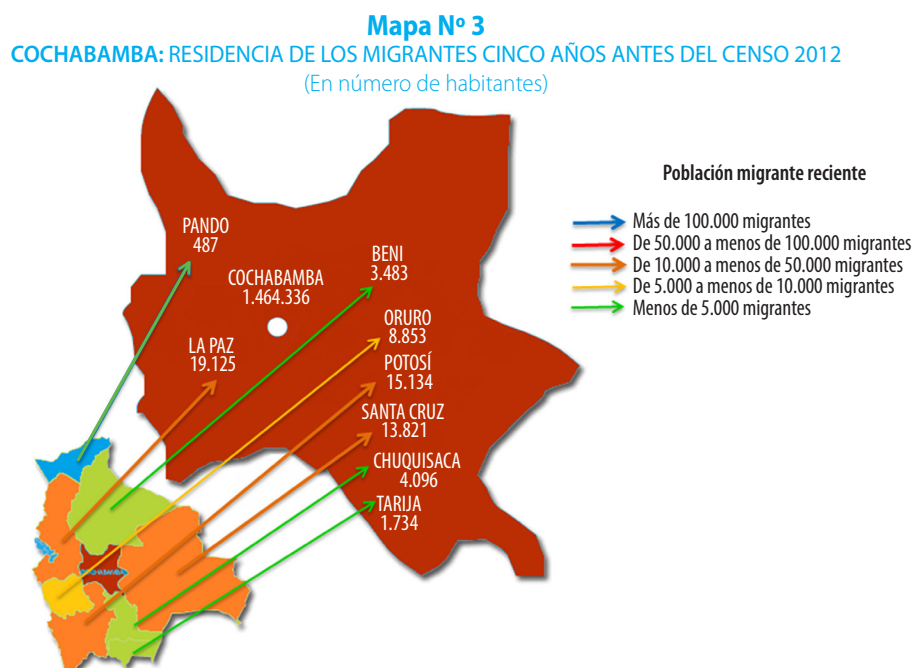 Mapa Nº 3
COCHABAMBA: RESIDENCIA DE LOS MIGRANTES CINCO AÑOS ANTES DEL CENSO 2012
(En número de habitantes)
Población migrante reciente
Más de 100.000 migrantes
De 50.000 a menos de 100.000 migrantes
De 10.000 a menos de 50.000 migrantes
De 5.000 a menos de 10.000 migrantes
Menos de 5.000 migrantes
PANDO
487
COCHABAMBA
1.464.336
BENI
3.483
LA PAZ
19.125
ORURO
8.853
POTOSÍ
15.134
SANTA CRUZ
13.821
CHUQUISACA
4.096
TARIJA
1.734
COCHABAMBA